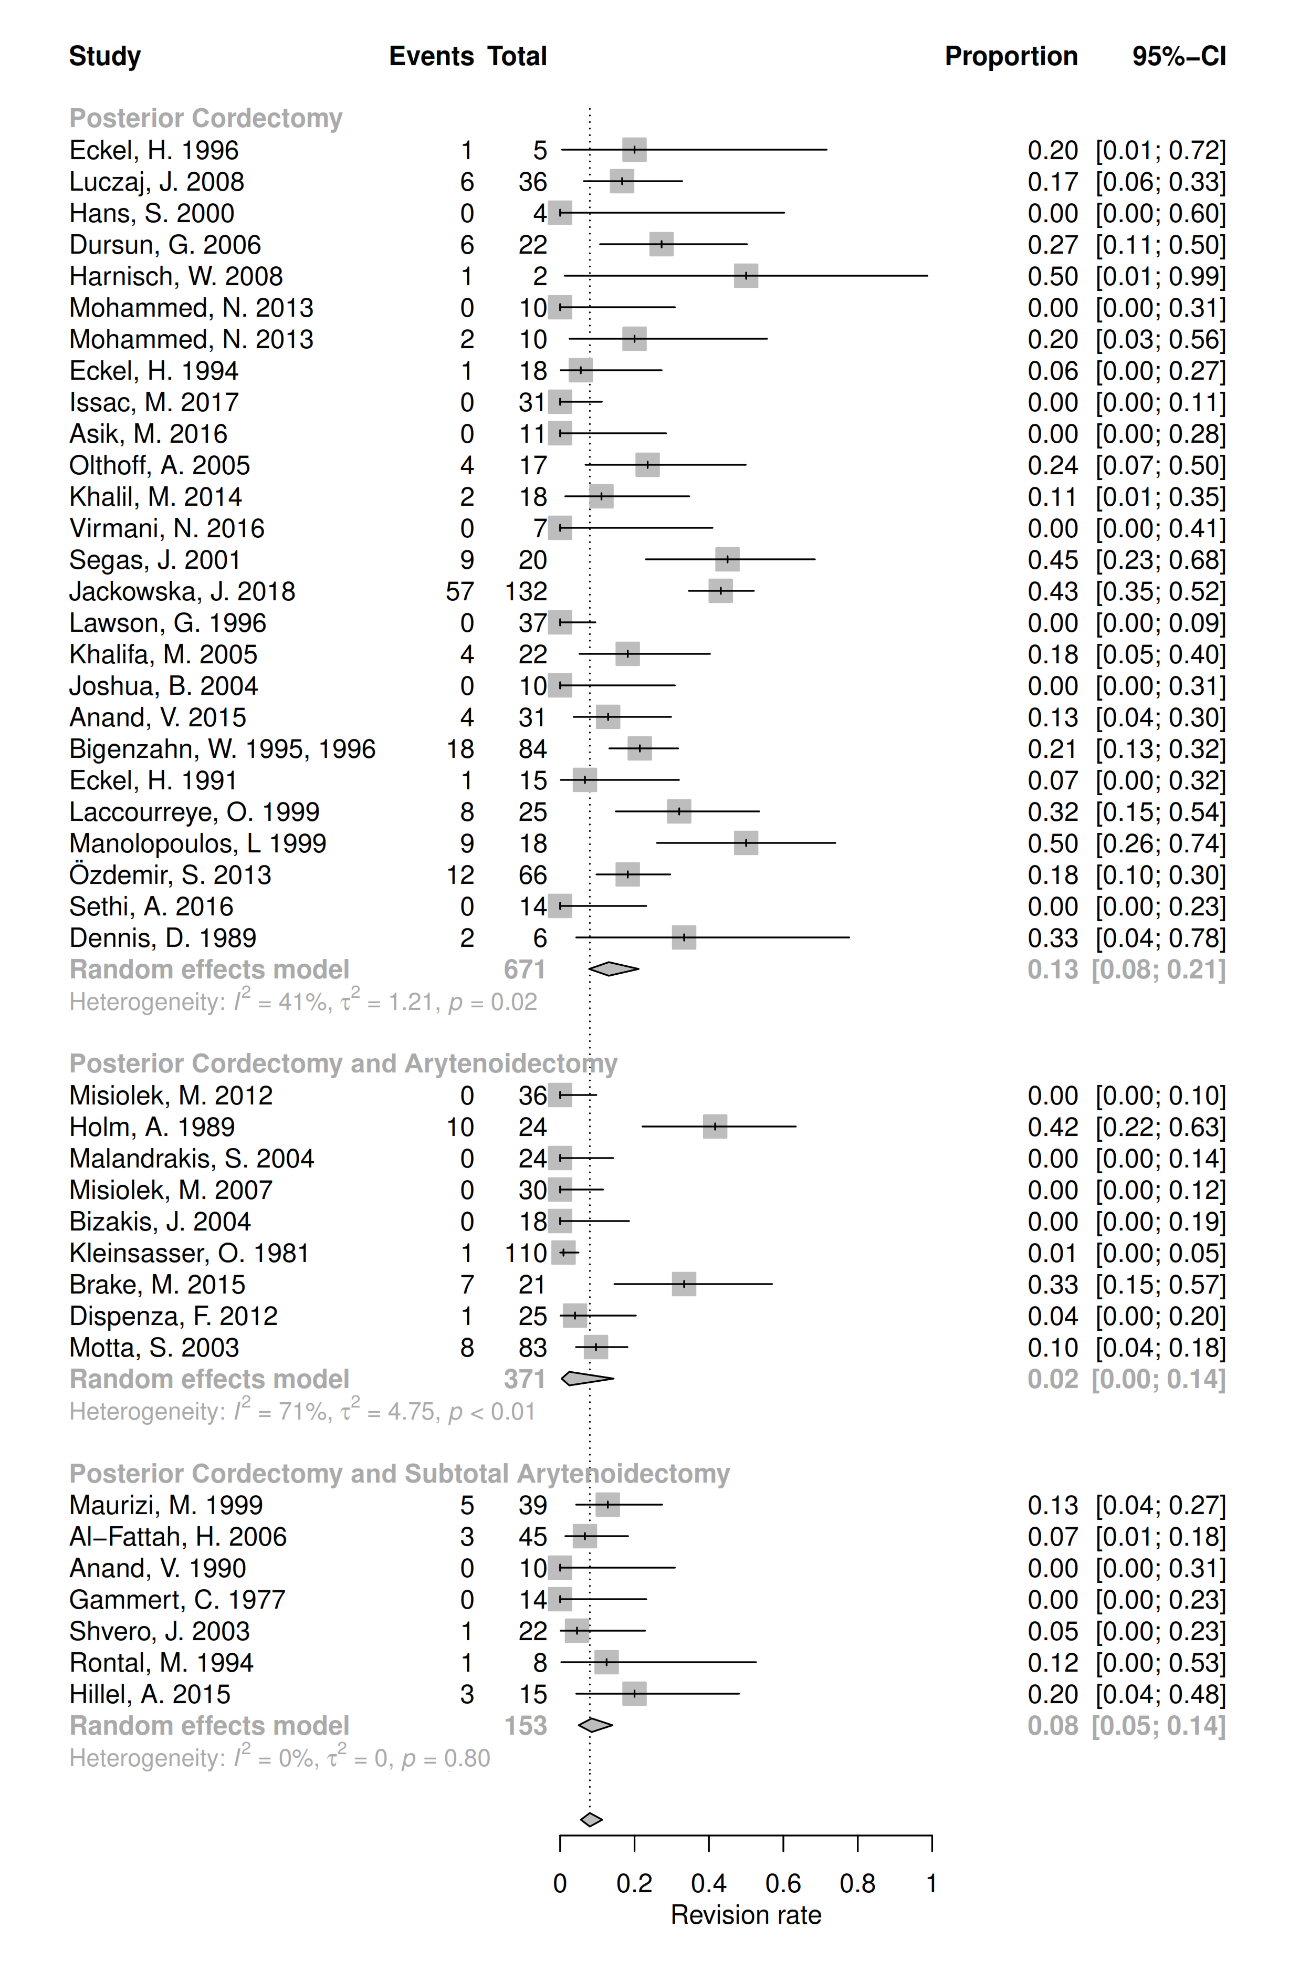 Study Events Total Proportion 95%−CI
Posterior Cordectomy
Eckel, H. 1996 1 5 0.20 [0.01; 0.72]
Luczaj, J. 2008 6 36 0.17 [0.06; 0.33]
Hans, S. 2000 0 4 0.00 [0.00; 0.60]
Dursun, G. 2006 6 22 0.27 [0.11; 0.50]
Harnisch, W. 2008 1 2 0.50 [0.01; 0.99]
Mohammed, N. 2013 0 10 0.00 [0.00; 0.31]
Mohammed, N. 2013 2 10 0.20 [0.03; 0.56]
Eckel, H. 1994 1 18 0.06 [0.00; 0.27]
Issac, M. 2017 0 31 0.00 [0.00; 0.11]
Asik, M. 2016 0 11 0.00 [0.00; 0.28]
Olthoff, A. 2005 4 17 0.24 [0.07; 0.50]
Khalil, M. 2014 2 18 0.11 [0.01; 0.35]
Virmani, N. 2016 0 7 0.00 [0.00; 0.41]
Segas, J. 2001 9 20 0.45 [0.23; 0.68]
Jackowska, J. 2018 57 132 0.43 [0.35; 0.52]
Lawson, G. 1996 0 37 0.00 [0.00; 0.09]
Khalifa, M. 2005 4 22 0.18 [0.05; 0.40]
Joshua, B. 2004 0 10 0.00 [0.00; 0.31]
Anand, V. 2015 4 31 0.13 [0.04; 0.30]
Bigenzahn, W. 1995, 1996 18 84 0.21 [0.13; 0.32]
Eckel, H. 1991 1 15 0.07 [0.00; 0.32]
Laccourreye, O. 1999 8 25 0.32 [0.15; 0.54]
Manolopoulos, L 1999 9 18 0.50 [0.26; 0.74]
Özdemir, S. 2013 12 66 0.18 [0.10; 0.30]
Sethi, A. 2016 0 14 0.00 [0.00; 0.23]
Dennis, D. 1989 2 6 0.33 [0.04; 0.78]
Random effects model 671 0.13 [0.08; 0.21]
Heterogeneity: I² = 41%, τ² = 1.21, p = 0.02
Posterior Cordectomy and Arytenoidectomy
Misiolek, M. 2012 0 36 0.00 [0.00; 0.10]
Holm, A. 1989 10 24 0.42 [0.22; 0.63]
Malandrakis, S. 2004 0 24 0.00 [0.00; 0.14]
Misiolek, M. 2007 0 30 0.00 [0.00; 0.12]
Bizakis, J. 2004 0 18 0.00 [0.00; 0.19]
Kleinsasser, O. 1981 1 110 0.01 [0.00; 0.05]
Brake, M. 2015 7 21 0.33 [0.15; 0.57]
Dispenza, F. 2012 1 25 0.04 [0.00; 0.20]
Motta, S. 2003 8 83 0.10 [0.04; 0.18]
Random effects model 371 0.02 [0.00; 0.14]
Heterogeneity: I² = 71%, τ² = 4.75, p < 0.01
Posterior Cordectomy and Subtotal Arytenoidectomy
Maurizi, M. 1999 5 39 0.13 [0.04; 0.27]
Al−Fattah, H. 2006 3 45 0.07 [0.01; 0.18]
Anand, V. 1990 0 10 0.00 [0.00; 0.31]
Gammert, C. 1977 0 14 0.00 [0.00; 0.23]
Shvero, J. 2003 1 22 0.05 [0.00; 0.23]
Rontal, M. 1994 1 8 0.12 [0.00; 0.53]
Hillel, A. 2015 3 15 0.20 [0.04; 0.48]
Random effects model 153 0.08 [0.05; 0.14]
Heterogeneity: I² = 0%, τ² = 0, p = 0.80
0 0.2 0.4 0.6 0.8 1
Revision rate